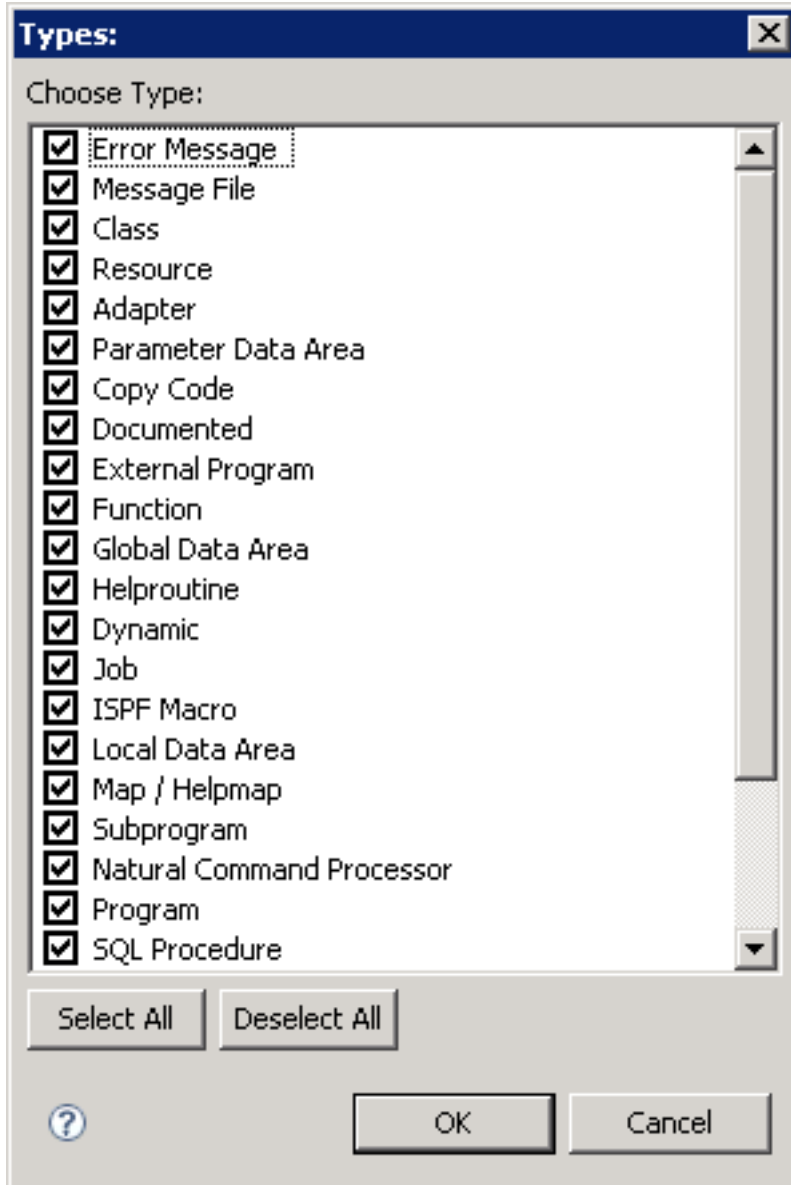 Types:
Choose Type:
Error Message
Message File
Class
Resource
Adapter
Parameter Data Area
Copy Code
Documented
External Program
Function
Global Data Area
Helproutine
Dynamic
Job
ISPF Macro
Local Data Area
Map / Helpmap
Subprogram
Natural Command Processor
Program
SQL Procedure
Select All Deselect All
? OK Cancel